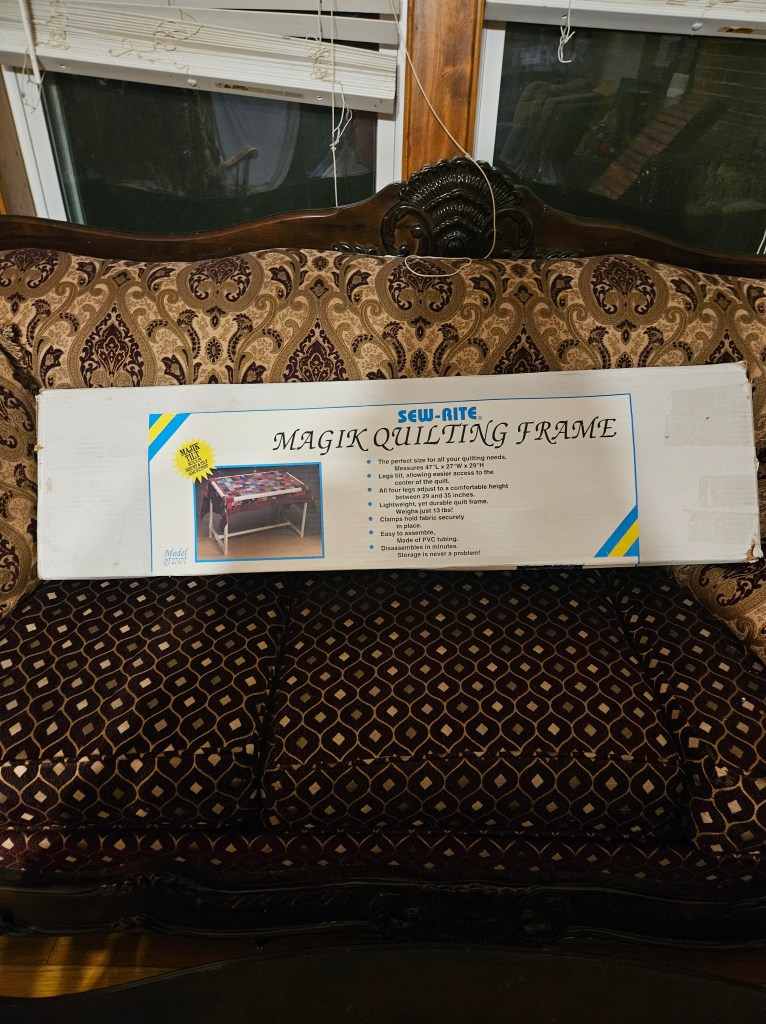 SEW-RITE®
MAGIK QUILTING FRAME
MAGIK
TILT
The perfect size for all your quilting needs.
Measures 47"L x 27"W x 29"H
Legs tilt, allowing easier access to the
center of the quilt.
All four legs adjust to a comfortable height
between 29 and 35 inches.
Lightweight, yet durable quilt frame.
Weighs just 13 lbs!
Clamps hold fabric securely
in place.
Easy to assemble,
Made of PVC tubing.
Disassembles in minutes.
Storage is never a problem!
Model